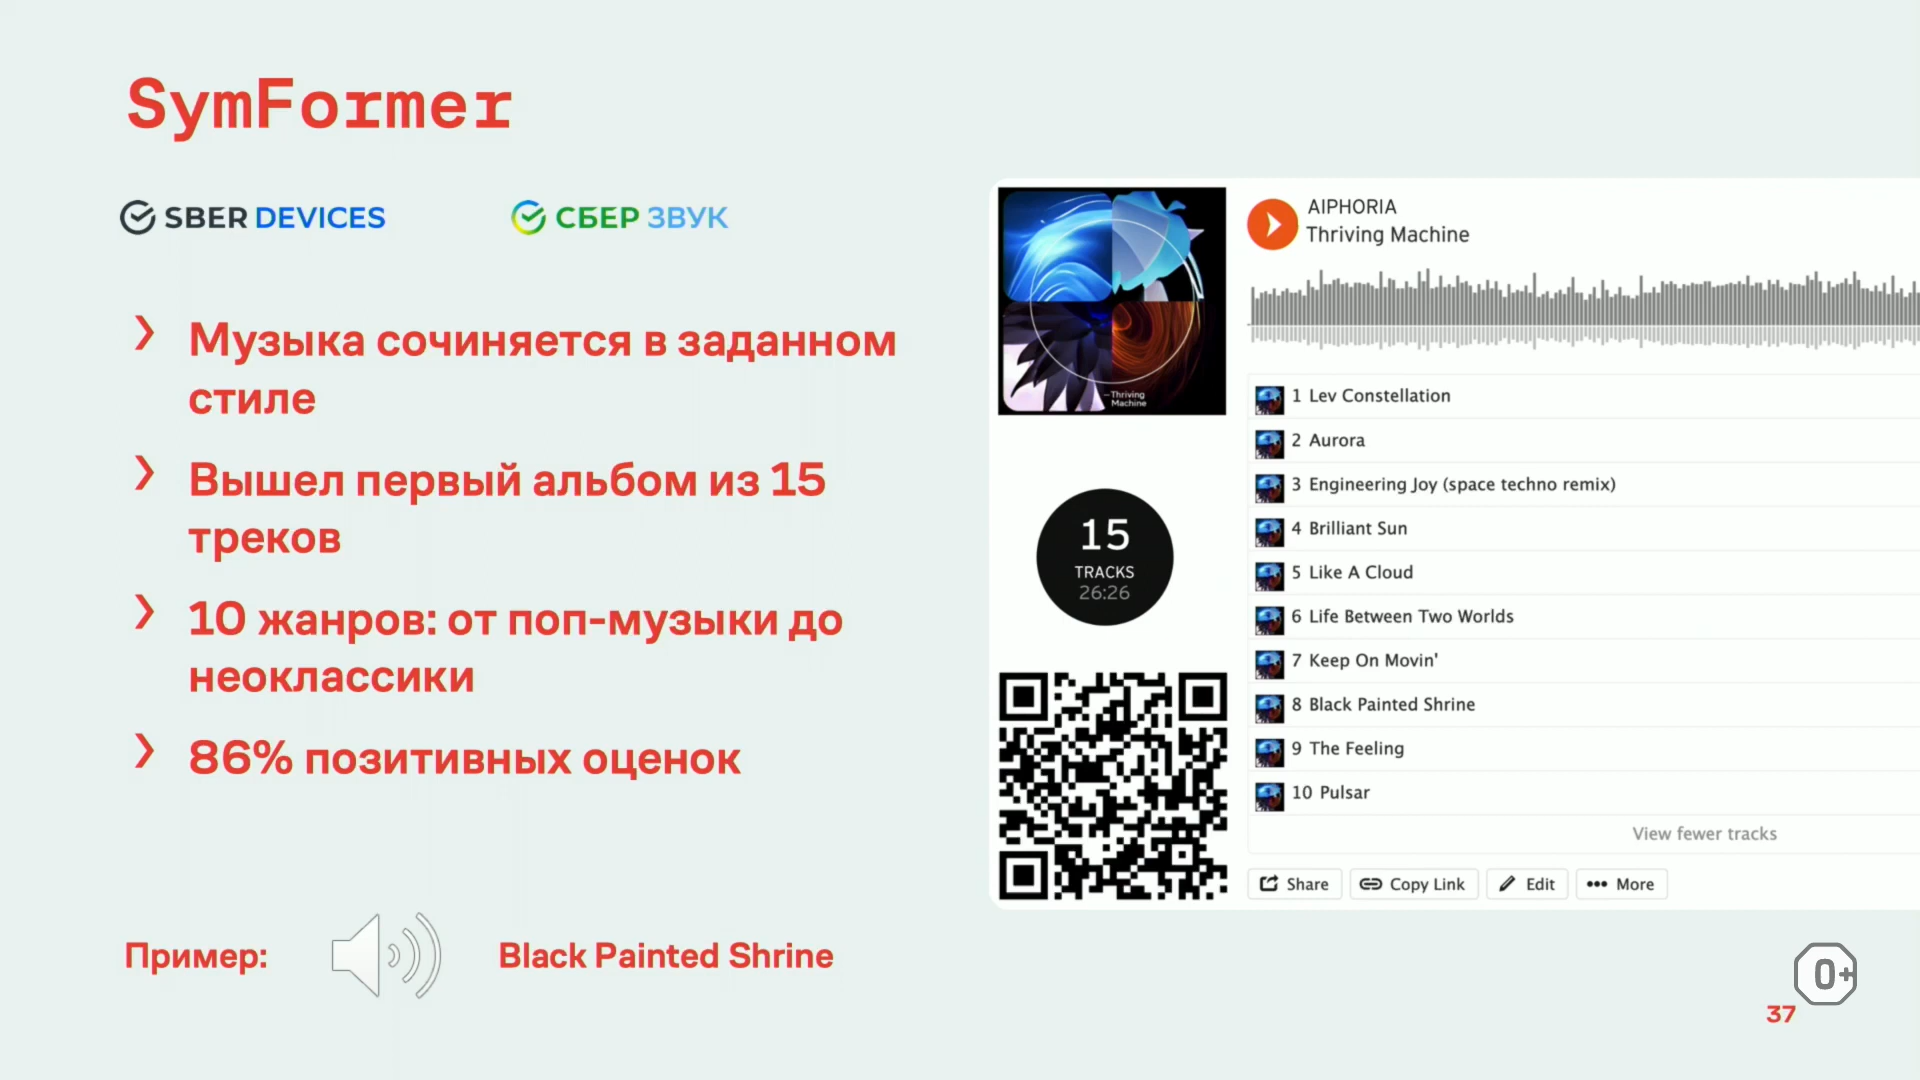 SymFormer
SBER DEVICES
СБЕР ЗВУК
Музыка сочиняется в заданном
стиле
Вышел первый альбом из 15
треков
10 жанров: от поп-музыки до
неоклассики
86% позитивных оценок
Пример:
Black Painted Shrine
—Thriving
Machine
15
TRACKS
26:26
AIPHORIA
Thriving Machine
1 Lev Constellation
2 Aurora
3 Engineering Joy (space techno remix)
4 Brilliant Sun
5 Like A Cloud
6 Life Between Two Worlds
7 Keep On Movin'
8 Black Painted Shrine
9 The Feeling
10 Pulsar
View fewer tracks
Share
Copy Link
Edit
More
0+
37